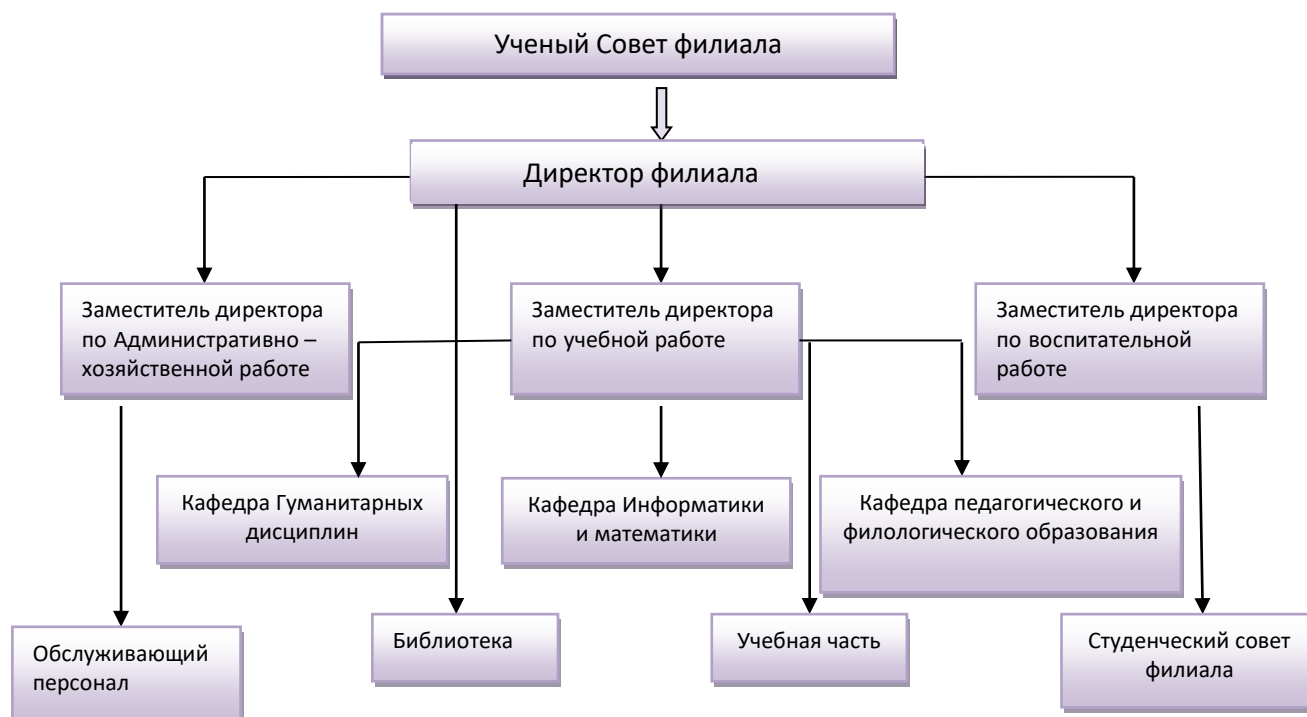 Ученый Совет филиала
Директор филиала
Заместитель директора
по Административно –
хозяйственной работе
Заместитель директора
по учебной работе
Заместитель директора
по воспитательной
работе
Кафедра Гуманитарных
дисциплин
Кафедра Информатики
и математики
Кафедра педагогического и
филологического образования
Обслуживающий
персонал
Библиотека
Учебная часть
Студенческий совет
филиала